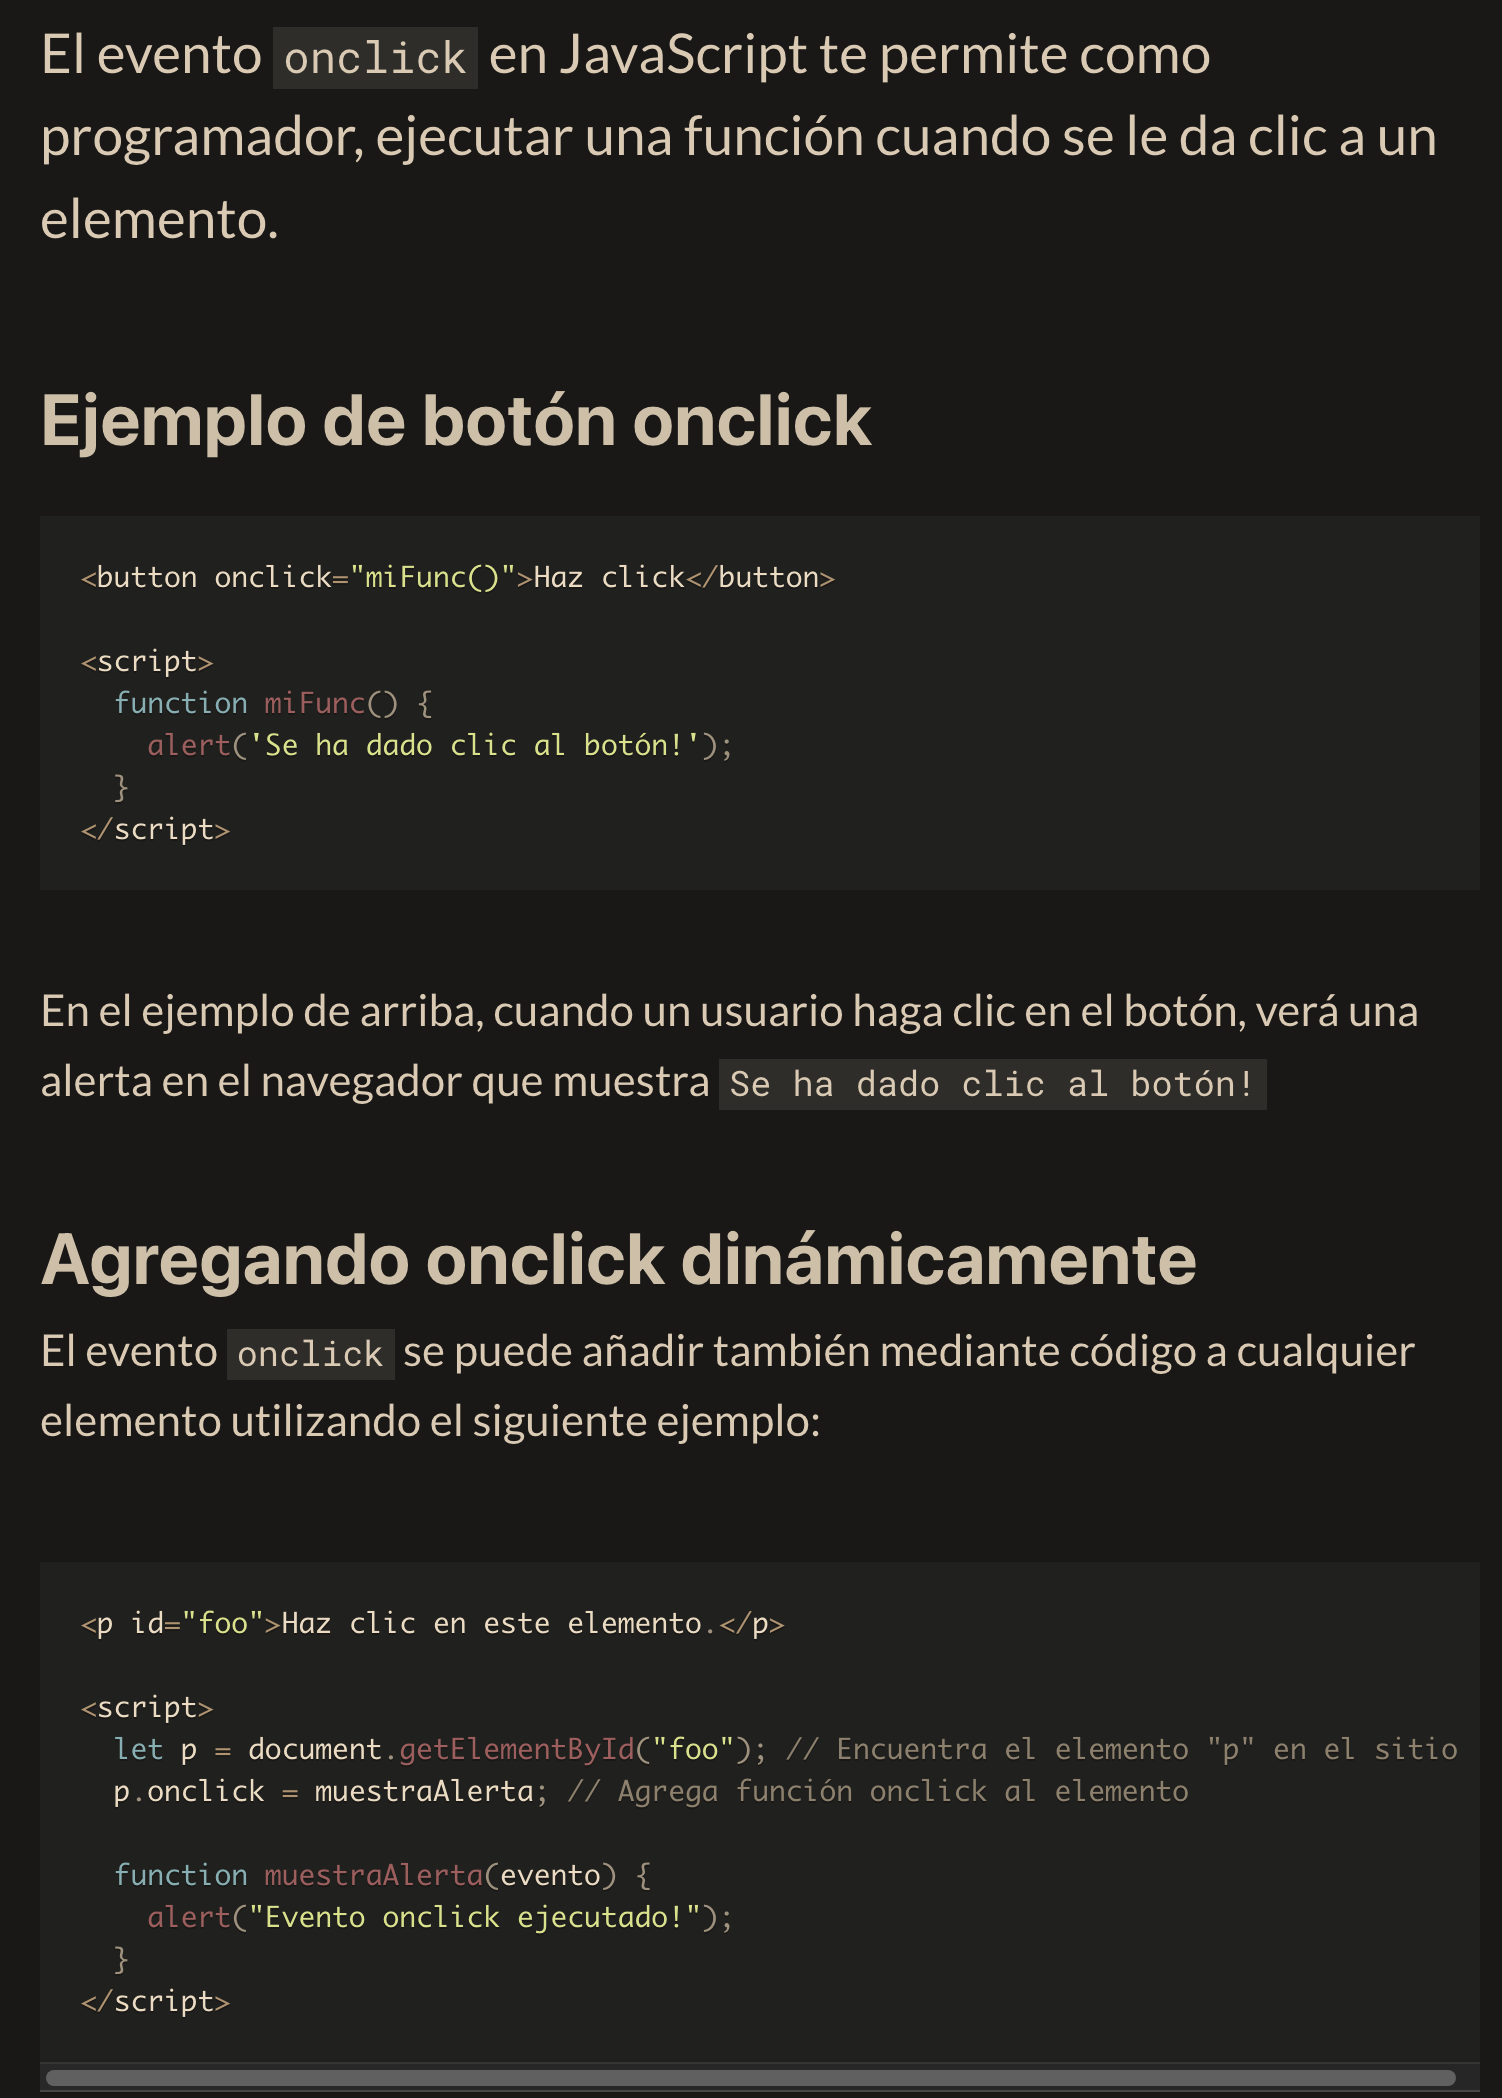 El evento onclick en JavaScript te permite como
programador, ejecutar una función cuando se le da clic a un
elemento.
Ejemplo de botón onclick
<button onclick="miFunc()">Haz click</button>
<script>
  function miFunc() {
    alert('Se ha dado clic al botón!');
  }
</script>
En el ejemplo de arriba, cuando un usuario haga clic en el botón, verá una
alerta en el navegador que muestra Se ha dado clic al botón!
Agregando onclick dinámicamente
El evento onclick se puede añadir también mediante código a cualquier
elemento utilizando el siguiente ejemplo:
<p id="foo">Haz clic en este elemento.</p>
<script>
  let p = document.getElementById("foo"); // Encuentra el elemento "p" en el sitio
  p.onclick = muestraAlerta; // Agrega función onclick al elemento
  function muestraAlerta(evento) {
    alert("Evento onclick ejecutado!");
  }
</script>